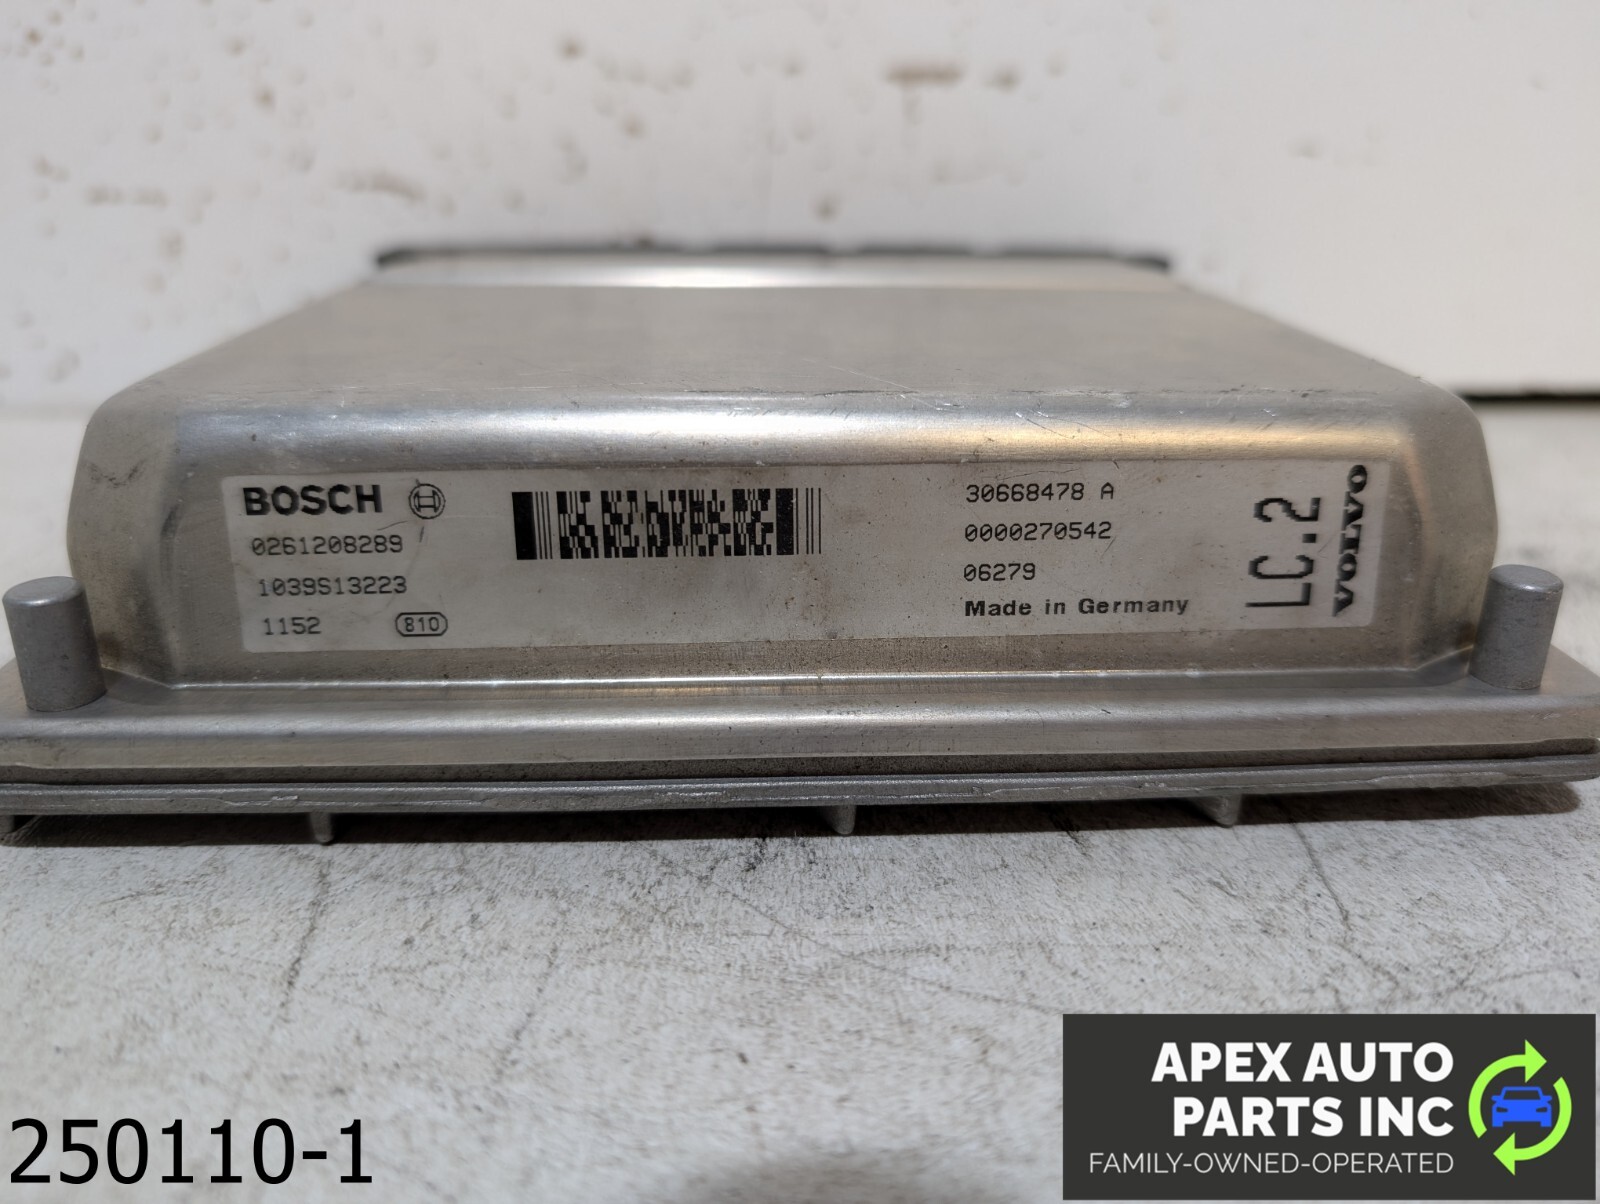 BOSCH
0261208289
1039S13223
1152 810
30668478 A
0000270542
06279
Made in Germany
LC.2
VOLVO
250110-1
APEX AUTO
PARTS INC
FAMILY-OWNED-OPERATED